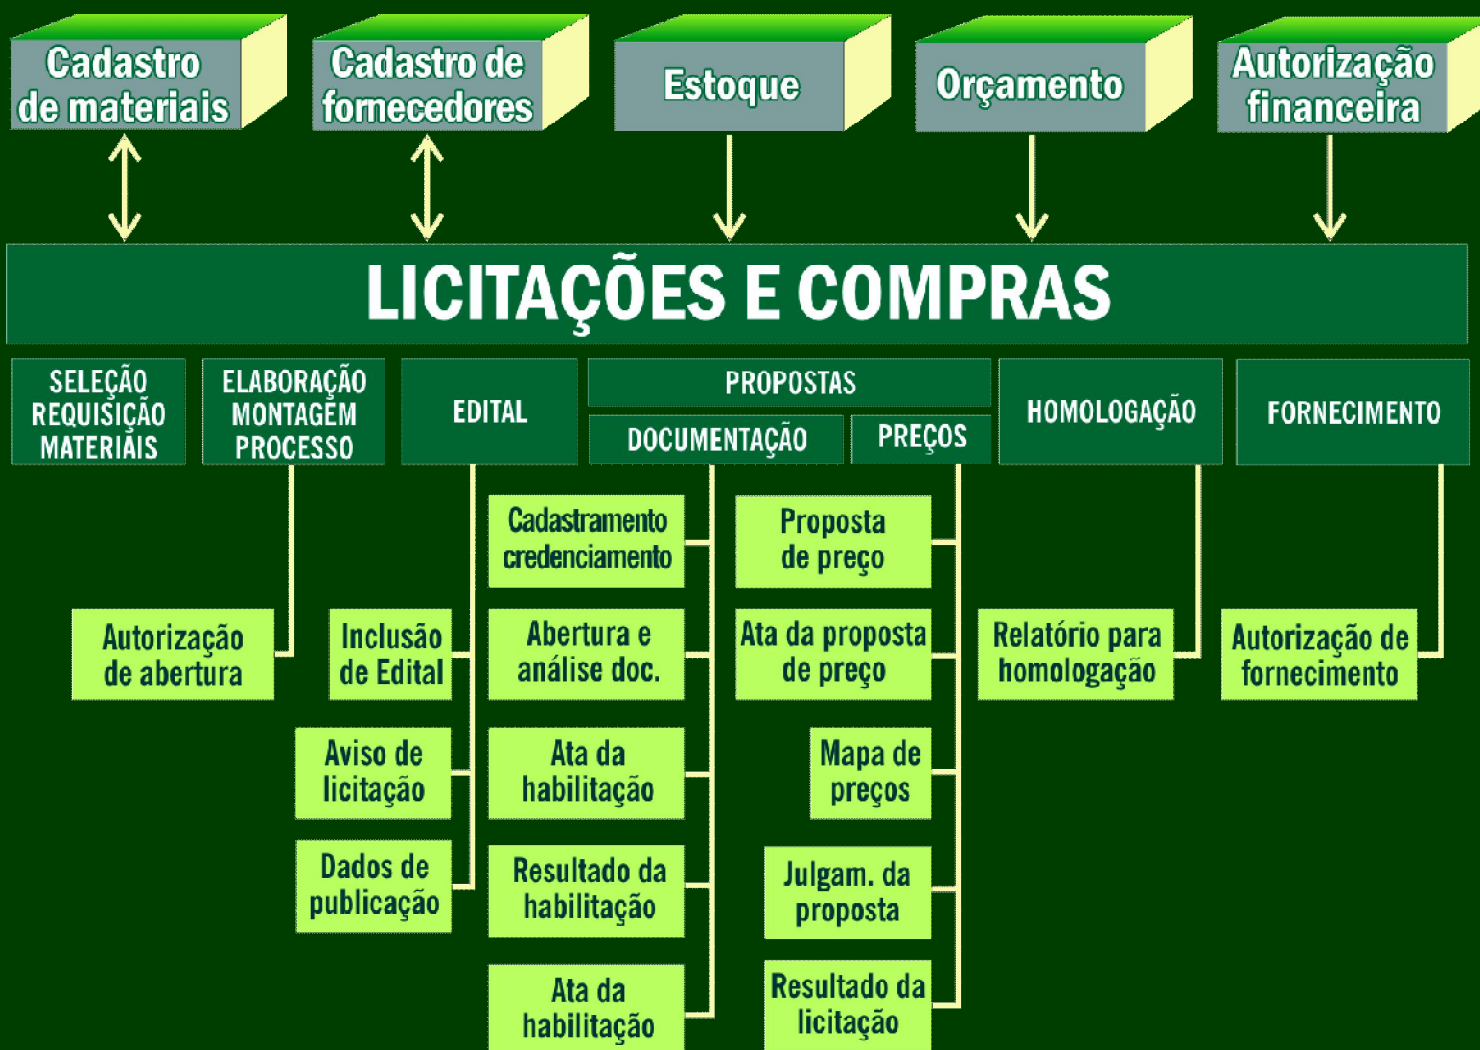 Cadastro
de materiais
Cadastro de
fornecedores
Estoque
Orçamento
Autorização
financeira
LICITAÇÕES E COMPRAS
SELEÇÃO
REQUISIÇÃO
MATERIAIS
ELABORAÇÃO
MONTAGEM
PROCESSO
EDITAL
PROPOSTAS
DOCUMENTAÇÃO
PREÇOS
HOMOLOGAÇÃO
FORNECIMENTO
Autorização
de abertura
Inclusão
de Edital
Aviso de
licitação
Dados de
publicação
Cadastramento
credenciamento
Abertura e
análise doc.
Ata da
habilitação
Resultado da
habilitação
Ata da
habilitação
Proposta
de preço
Ata da proposta
de preço
Mapa de
preços
Julgam. da
proposta
Resultado da
licitação
Relatório para
homologação
Autorização de
fornecimento